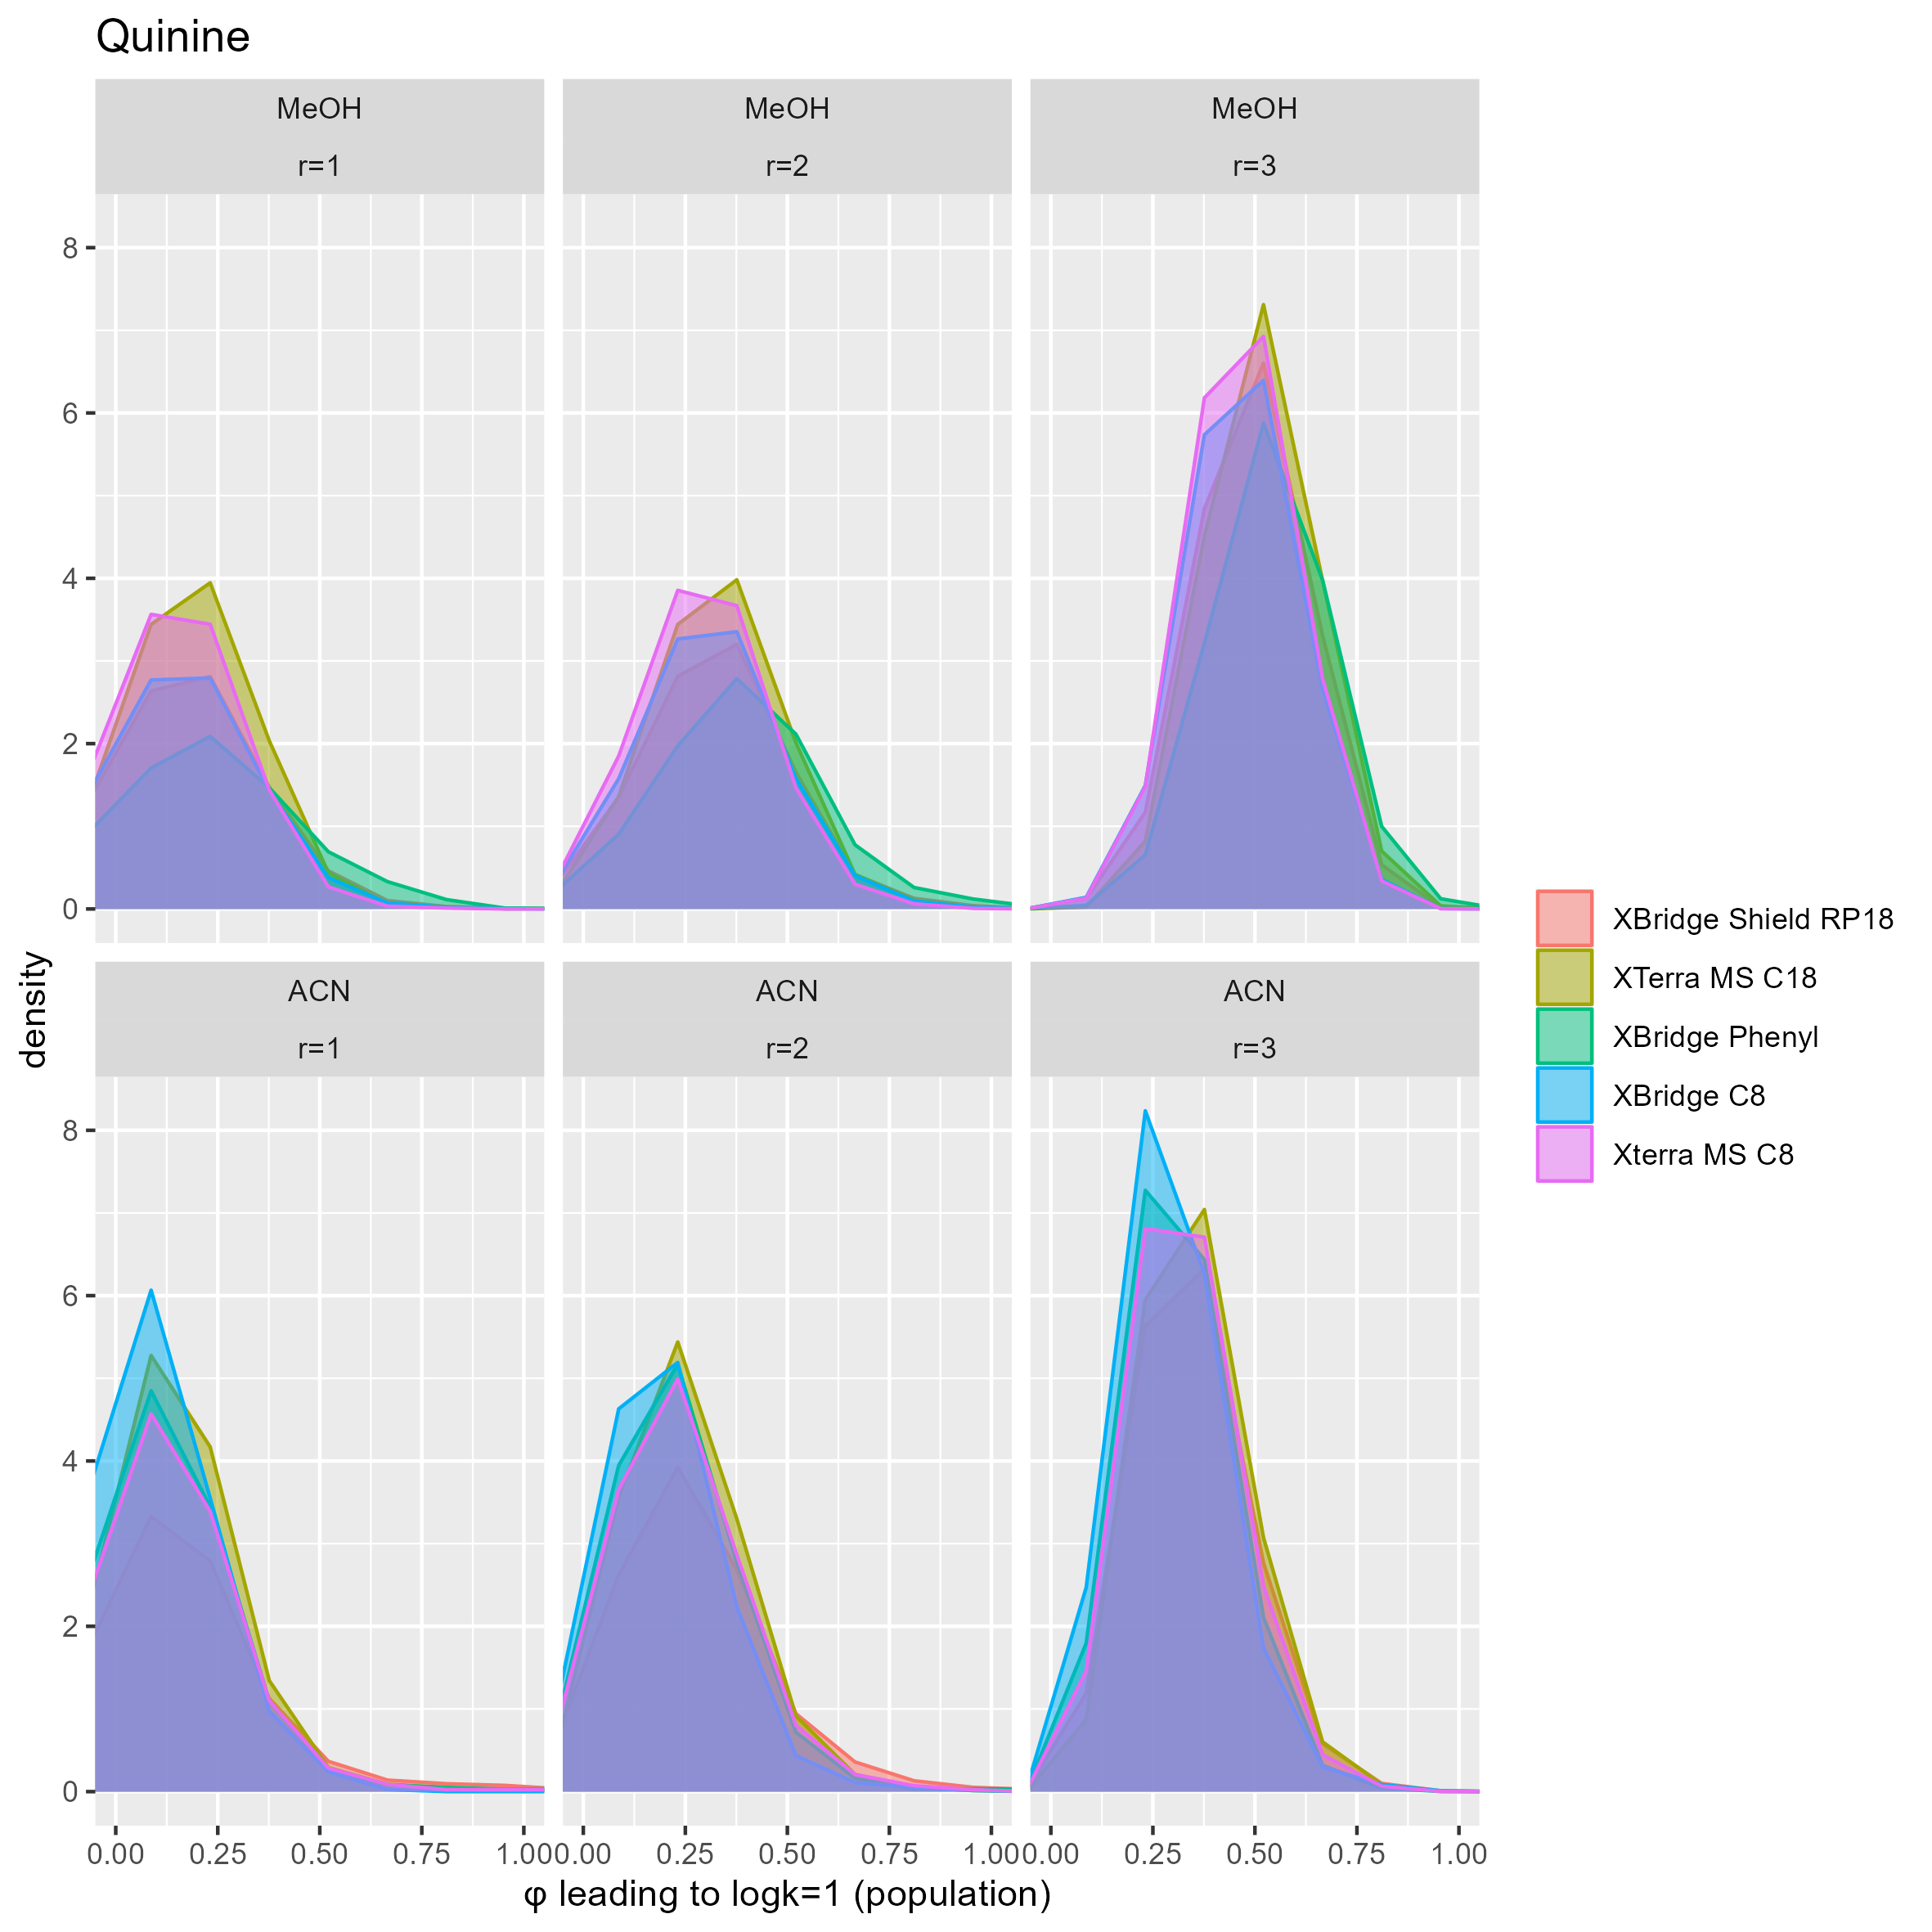 Quinine
MeOH
r=1
MeOH
r=2
MeOH
r=3
8
6
4
2
0
ACN
r=1
ACN
r=2
ACN
r=3
8
6
4
2
0
0.00 0.25 0.50 0.75 1.00
0.00 0.25 0.50 0.75 1.00
0.00 0.25 0.50 0.75 1.00
φ leading to logk=1 (population)
density
XBridge Shield RP18
XTerra MS C18
XBridge Phenyl
XBridge C8
Xterra MS C8